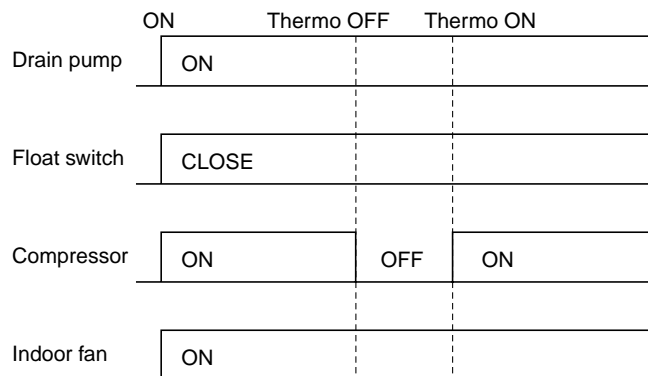 ON Thermo OFF Thermo ON
Drain pump ON
Float switch CLOSE
Compressor ON OFF ON
Indoor fan ON